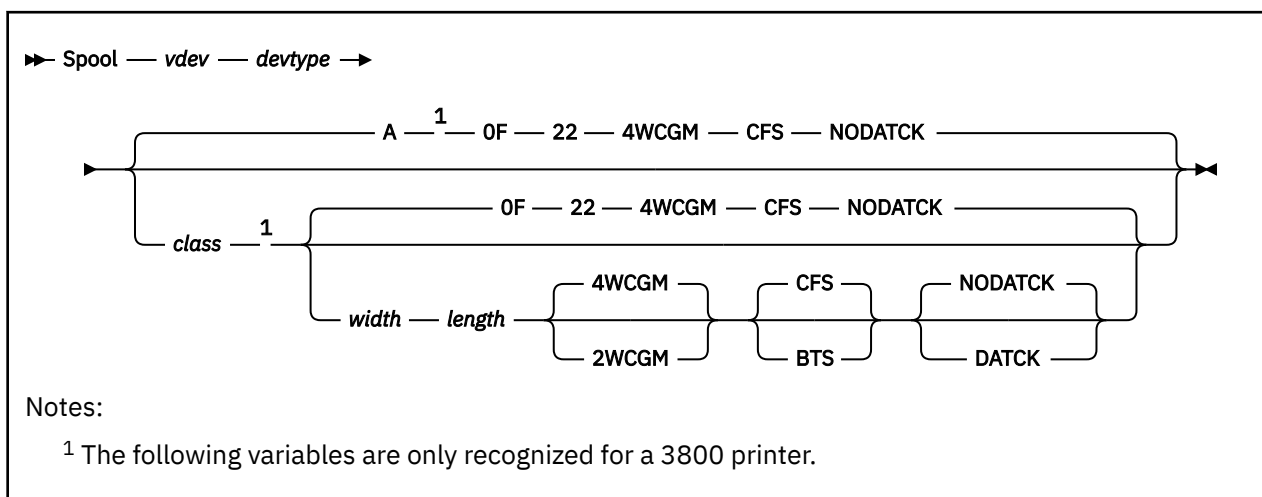 Spool vdev devtype
A 1 0F 22 4WCGM CFS NODATCK
0F 22 4WCGM CFS NODATCK
class 1
4WCGM CFS NODATCK
width length
2WCGM BTS DATCK
Notes:
1 The following variables are only recognized for a 3800 printer.